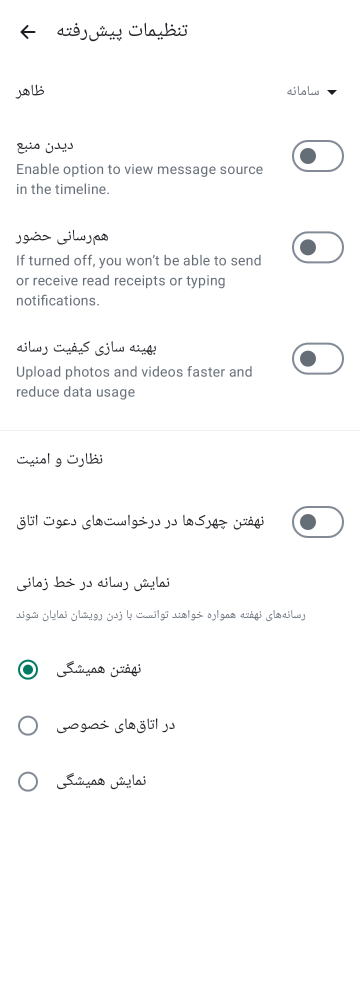 تنظیمات پیش‌رفته
ظاهر
سامانه
دیدن منبع
Enable option to view message source
in the timeline.
هم‌رسانی حضور
If turned off, you won’t be able to send
or receive read receipts or typing
notifications.
بهینه سازی کیفیت رسانه
Upload photos and videos faster and
reduce data usage
نظارت و امنیت
نهفتن چهرک‌ها در درخواست‌های دعوت اتاق
نمایش رسانه در خط زمانی
رسانه‌های نهفته همواره خواهند توانست با زدن رویشان نمایان شوند
نهفتن همیشگی
در اتاق‌های خصوصی
نمایش همیشگی